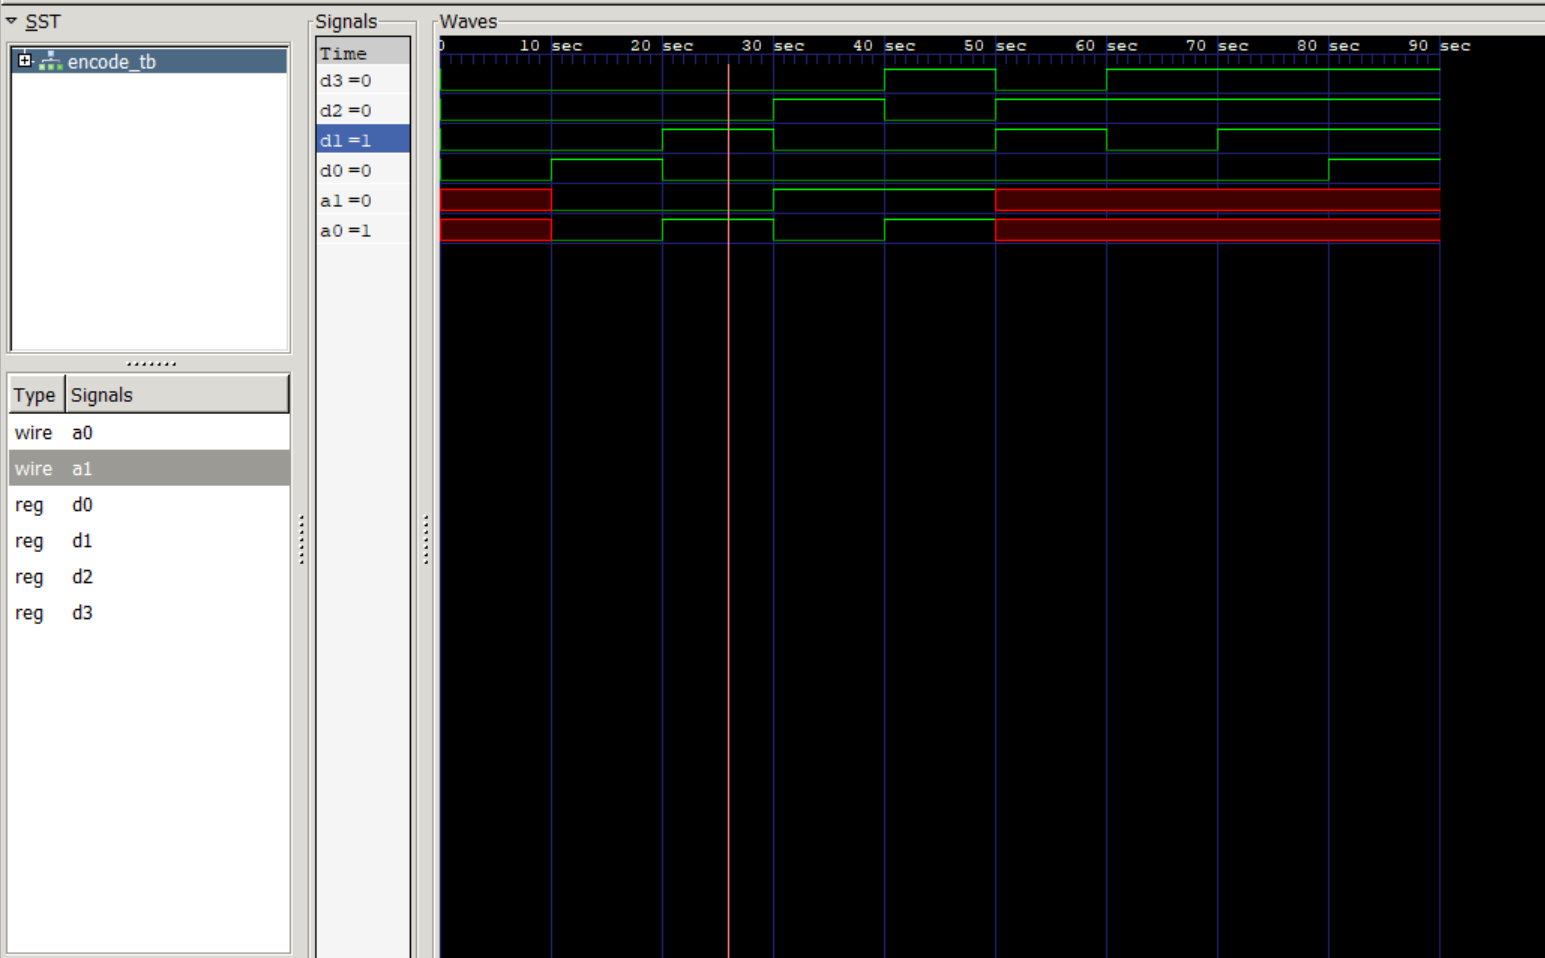 SST
encode_tb
Type Signals
wire a0
wire a1
reg d0
reg d1
reg d2
reg d3
Signals
Time
d3 =0
d2 =0
d1 =1
d0 =0
a1 =0
a0 =1
Waves
0 10 sec 20 sec 30 sec 40 sec 50 sec 60 sec 70 sec 80 sec 90 sec